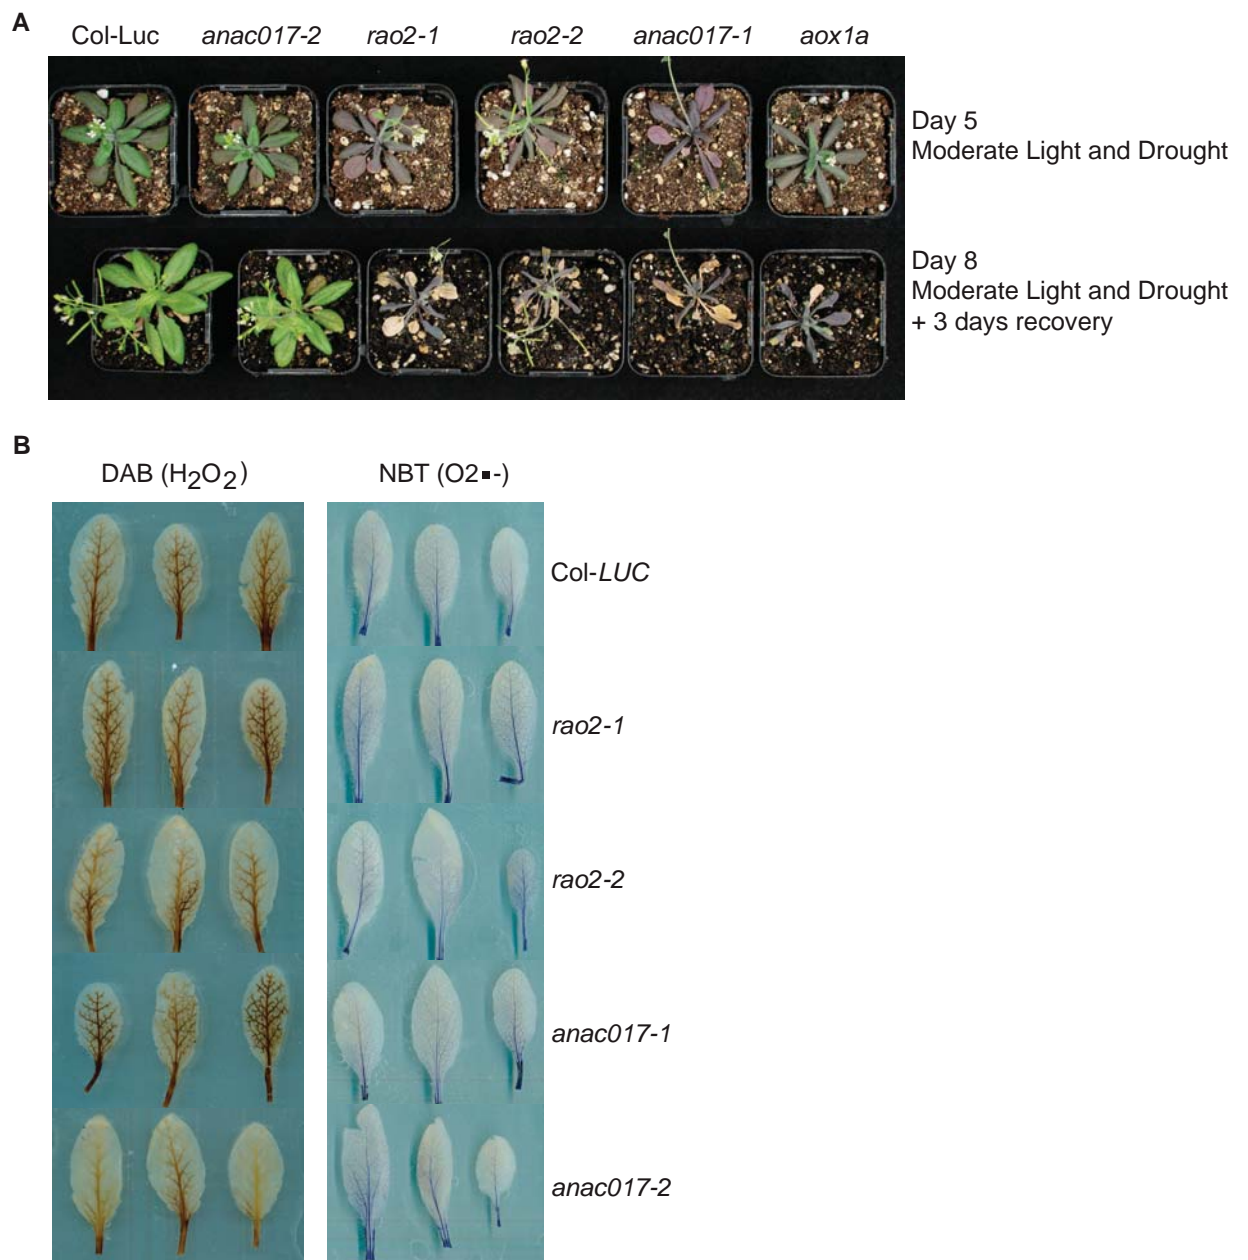 A
Col-Luc anac017-2 rao2-1 rao2-2 anac017-1 aox1a
Day 5
Moderate Light and Drought
Day 8
Moderate Light and Drought
+ 3 days recovery
B
DAB (H2O2) NBT (O2▪-)
Col-LUC
rao2-1
rao2-2
anac017-1
anac017-2